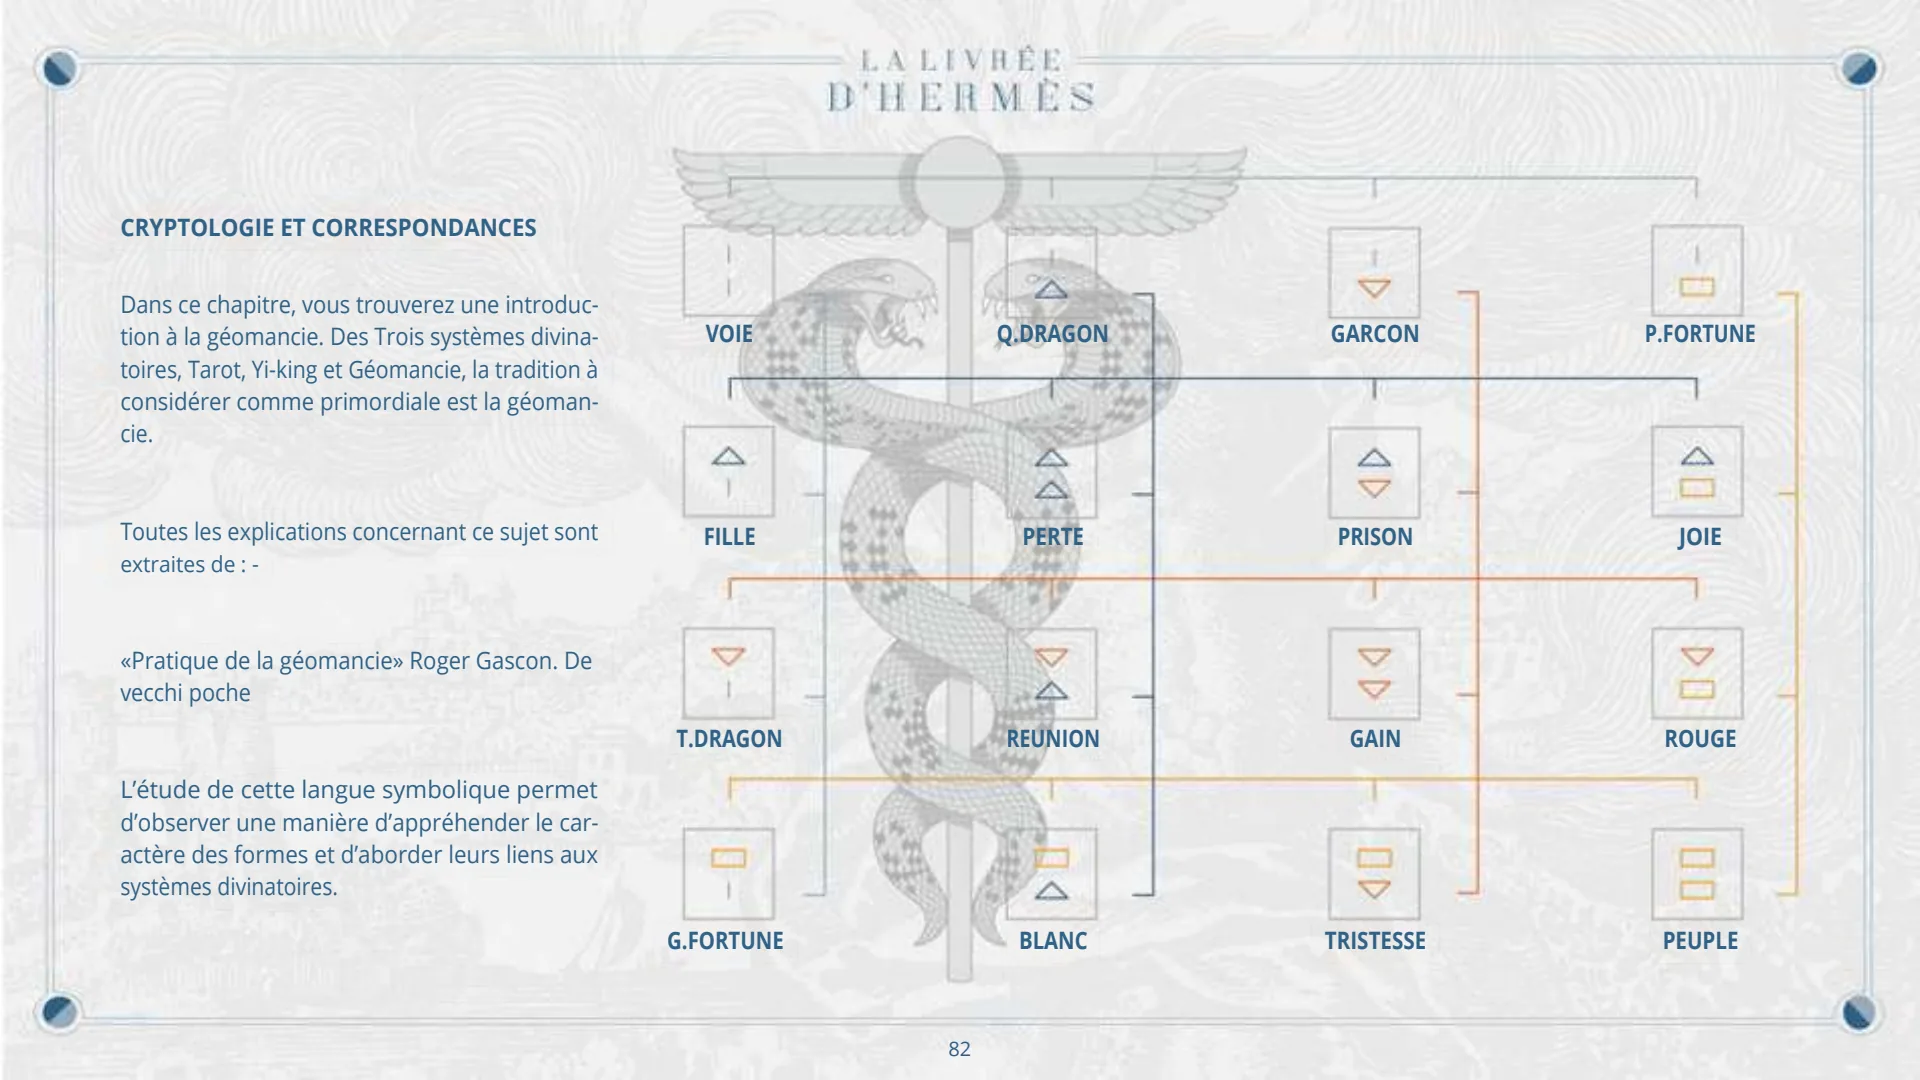 LA LIVRÊE
D'HERMÈS
CRYPTOLOGIE ET CORRESPONDANCES
Dans ce chapitre, vous trouverez une introduc-
tion à la géomancie. Des Trois systèmes divina-
toires, Tarot, Yi-king et Géomancie, la tradition à
considérer comme primordiale est la géoman-
cie.
Toutes les explications concernant ce sujet sont
extraites de : -
«Pratique de la géomancie» Roger Gascon. De
vecchi poche
L'étude de cette langue symbolique permet
d'observer une manière d'appréhender le car-
actère des formes et d'aborder leurs liens aux
systèmes divinatoires.
VOIE
Q.DRAGON
GARCON
P.FORTUNE
FILLE
PERTE
PRISON
JOIE
T.DRAGON
REUNION
GAIN
ROUGE
G.FORTUNE
BLANC
TRISTESSE
PEUPLE
82